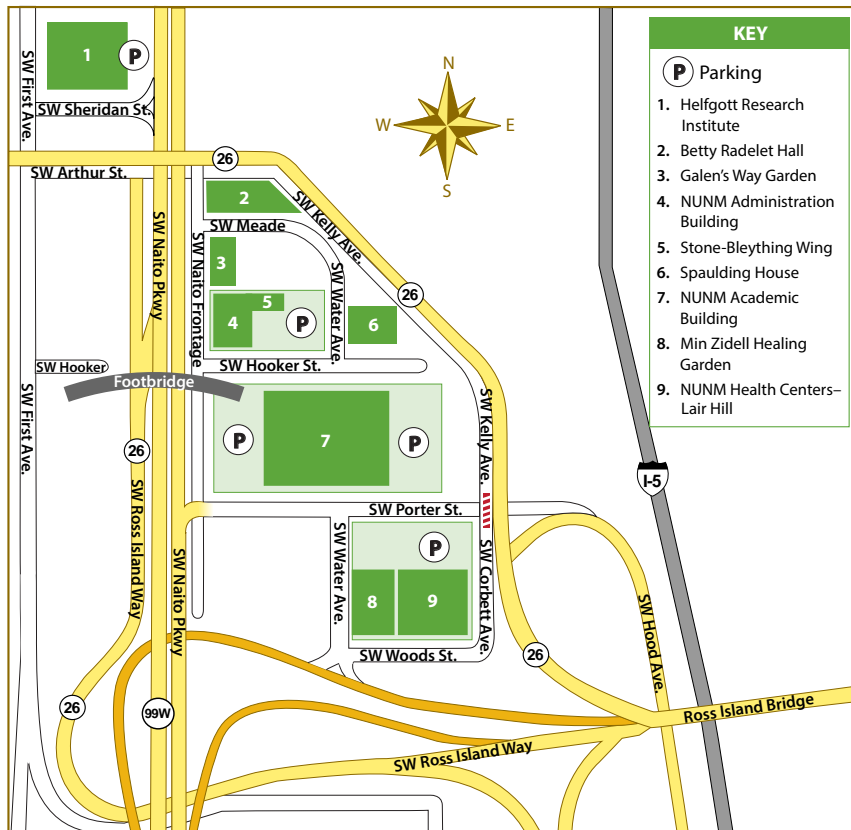 KEY
P Parking
1. Helfgott Research
Institute
2. Betty Radelet Hall
3. Galen's Way Garden
4. NUNM Administration
Building
5. Stone-Bleything Wing
6. Spaulding House
7. NUNM Academic
Building
8. Min Zidell Healing
Garden
9. NUNM Health Centers–
Lair Hill
N
W E
S
1
P
SW First Ave.
SW Sheridan St.
26
SW Arthur St.
2
SW Kelly Ave.
SW Meade
SW Naito Pkwy
SW Naito Frontage
3
SW Water Ave.
26
5
4
P
6
SW Hooker St.
SW Hooker
Footbridge
SW First Ave.
P
7
P
SW Kelly Ave.
26
I-5
SW Porter St.
SW Ross Island Way
SW Naito Pkwy
SW Water Ave.
P
SW Corbett Ave.
8
9
SW Hood Ave.
SW Woods St.
26
26
99W
Ross Island Bridge
SW Ross Island Way